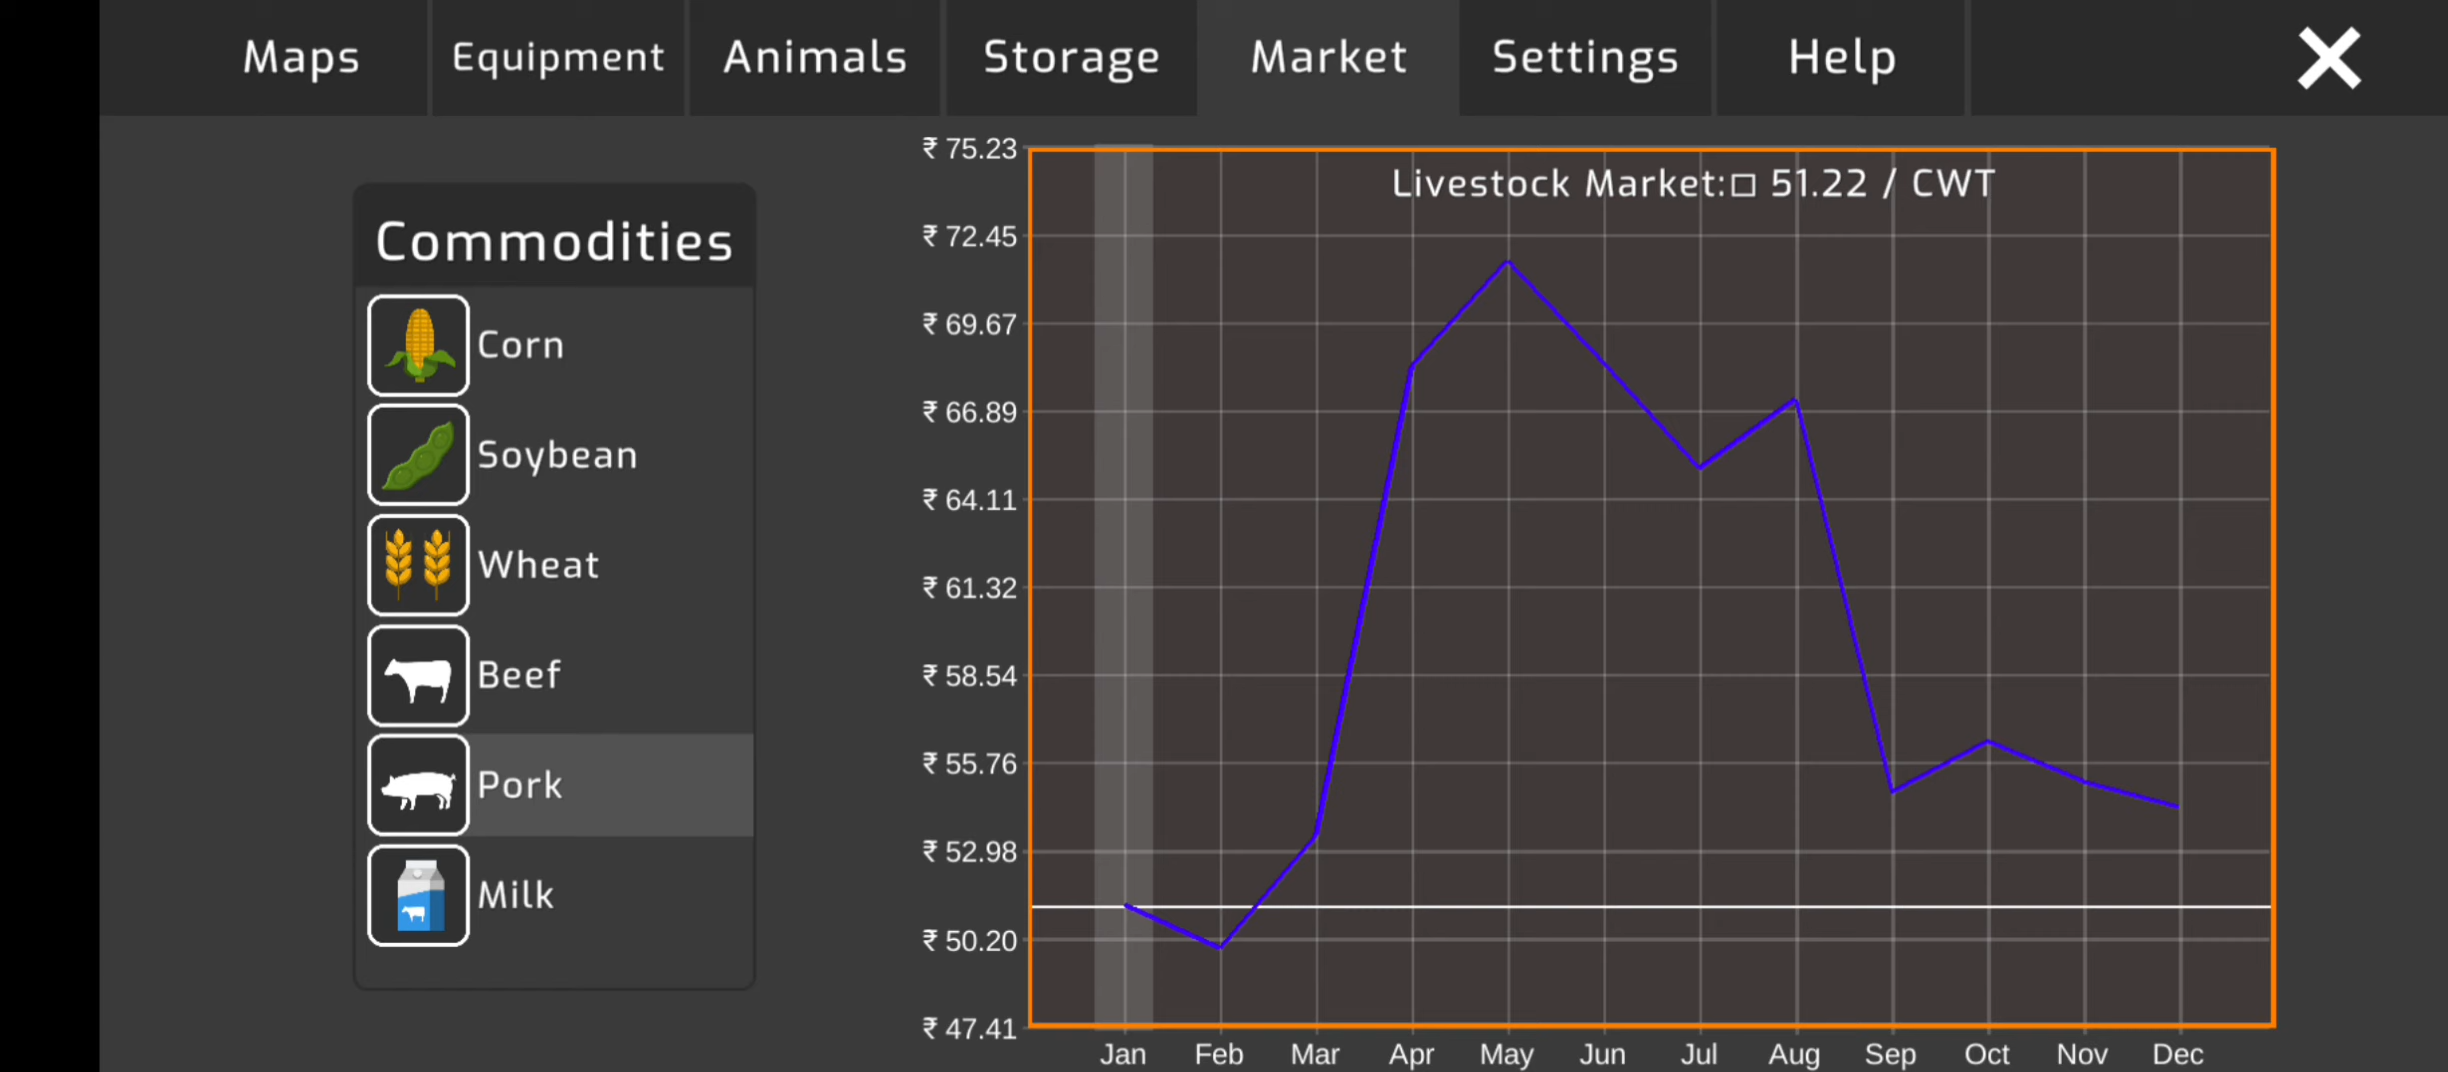 Maps Equipment Animals Storage Market Settings Help
Commodities
Corn
Soybean
Wheat
Beef
Pork
Milk
Livestock Market:□ 51.22 / CWT
₹ 75.23
₹ 72.45
₹ 69.67
₹ 66.89
₹ 64.11
₹ 61.32
₹ 58.54
₹ 55.76
₹ 52.98
₹ 50.20
₹ 47.41
Jan Feb Mar Apr May Jun Jul Aug Sep Oct Nov Dec